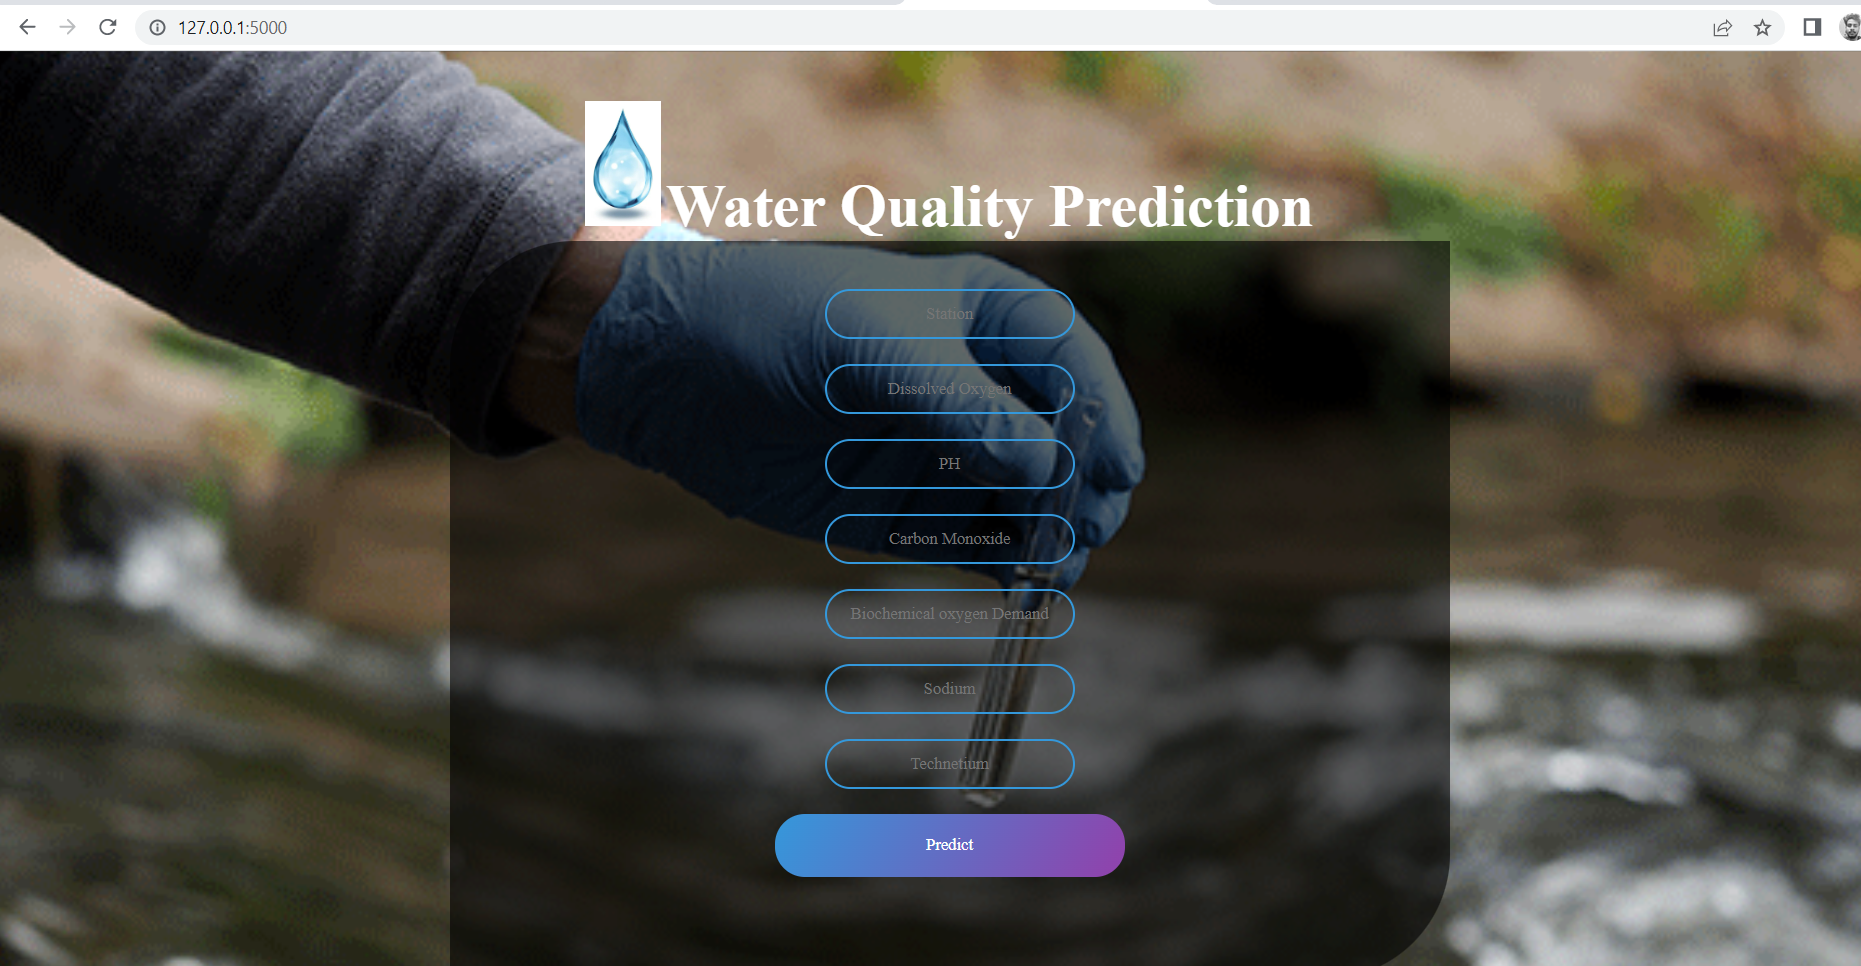 127.0.0.1:5000
Water Quality Prediction
Station
Dissolved Oxygen
PH
Carbon Monoxide
Biochemical oxygen Demand
Sodium
Technetium
Predict